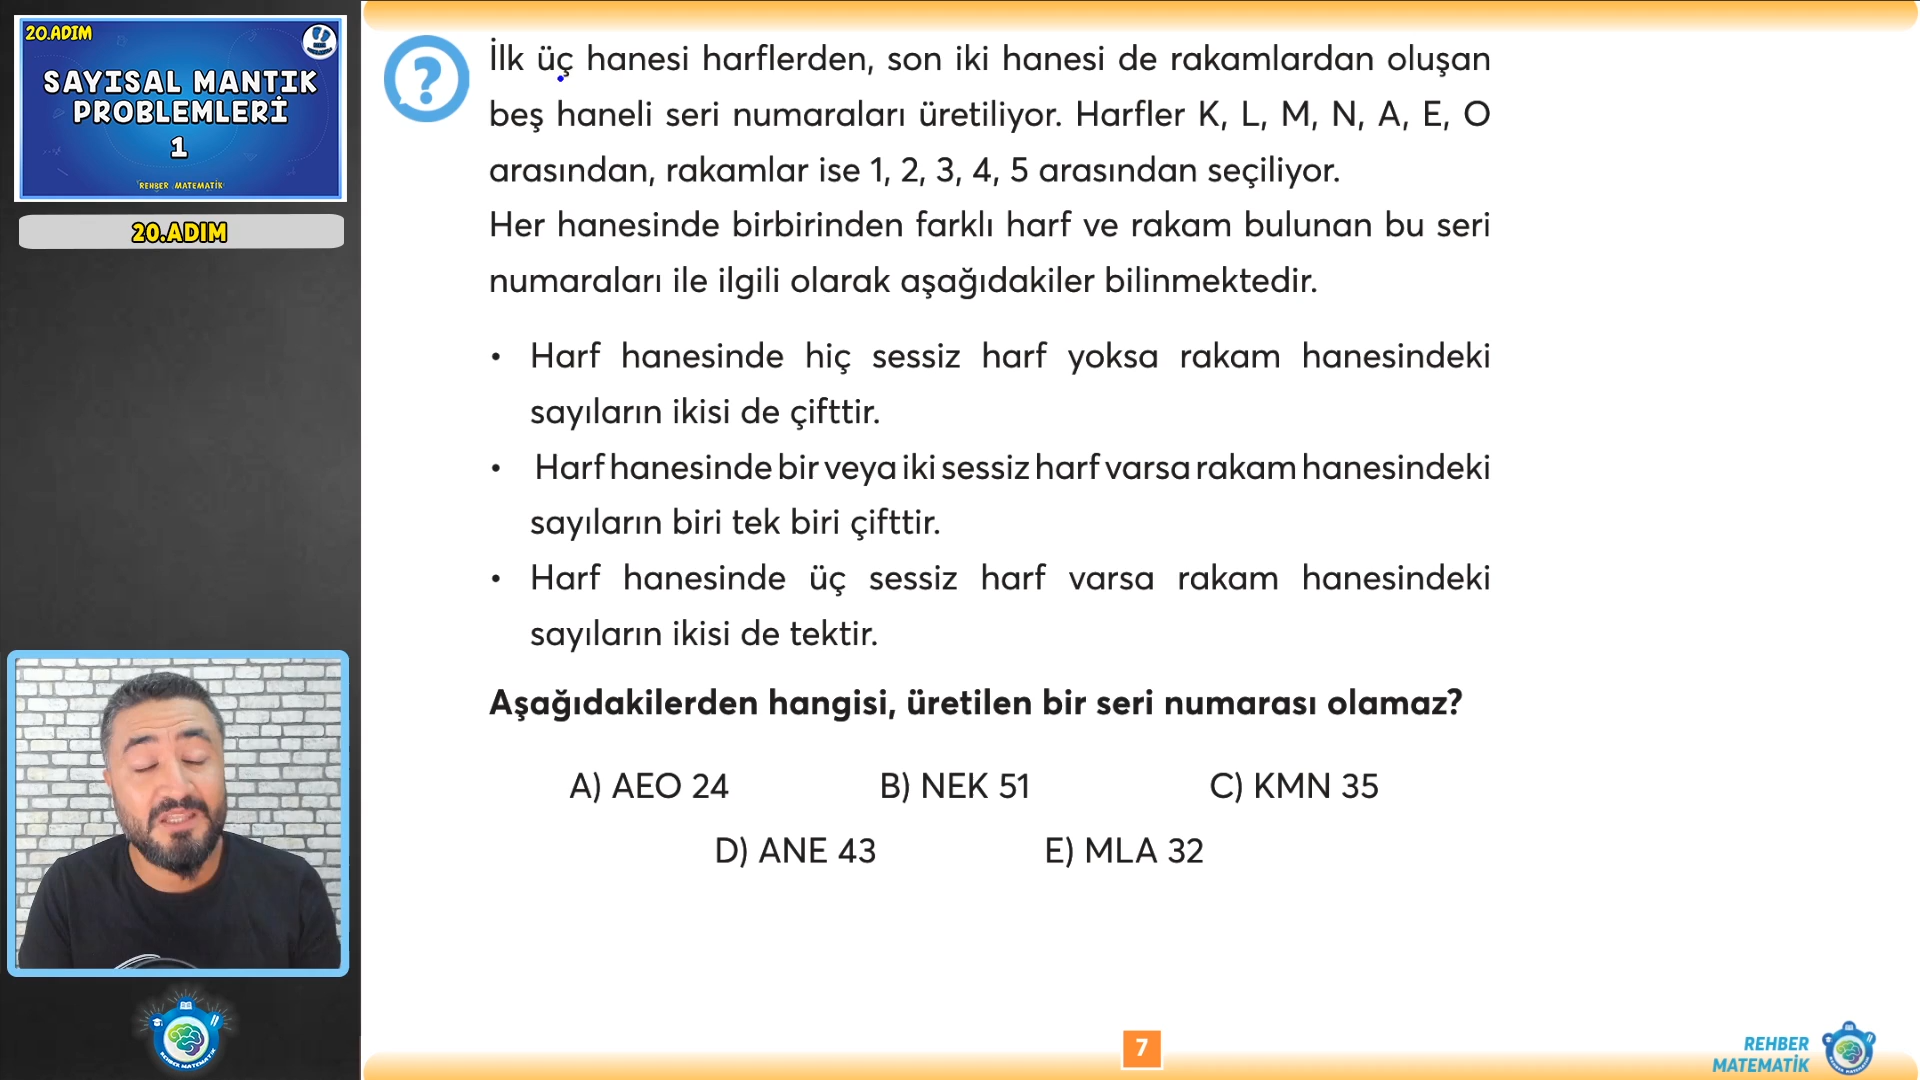 20.ADIM
SAYISAL MANTIK
PROBLEMLERİ
1
REHBER MATEMATİK
20.ADIM
İlk üç hanesi harflerden, son iki hanesi de rakamlardan oluşan
beş haneli seri numaraları üretiliyor. Harfler K, L, M, N, A, E, O
arasından, rakamlar ise 1, 2, 3, 4, 5 arasından seçiliyor.
Her hanesinde birbirinden farklı harf ve rakam bulunan bu seri
numaraları ile ilgili olarak aşağıdakiler bilinmektedir.
• Harf hanesinde hiç sessiz harf yoksa rakam hanesindeki
sayıların ikisi de çifttir.
• Harf hanesinde bir veya iki sessiz harf varsa rakam hanesindeki
sayıların biri tek biri çifttir.
• Harf hanesinde üç sessiz harf varsa rakam hanesindeki
sayıların ikisi de tektir.
Aşağıdakilerden hangisi, üretilen bir seri numarası olamaz?
A) AEO 24 B) NEK 51 C) KMN 35
D) ANE 43 E) MLA 32
7
REHBER
MATEMATİK
REHBER MATEMATİK